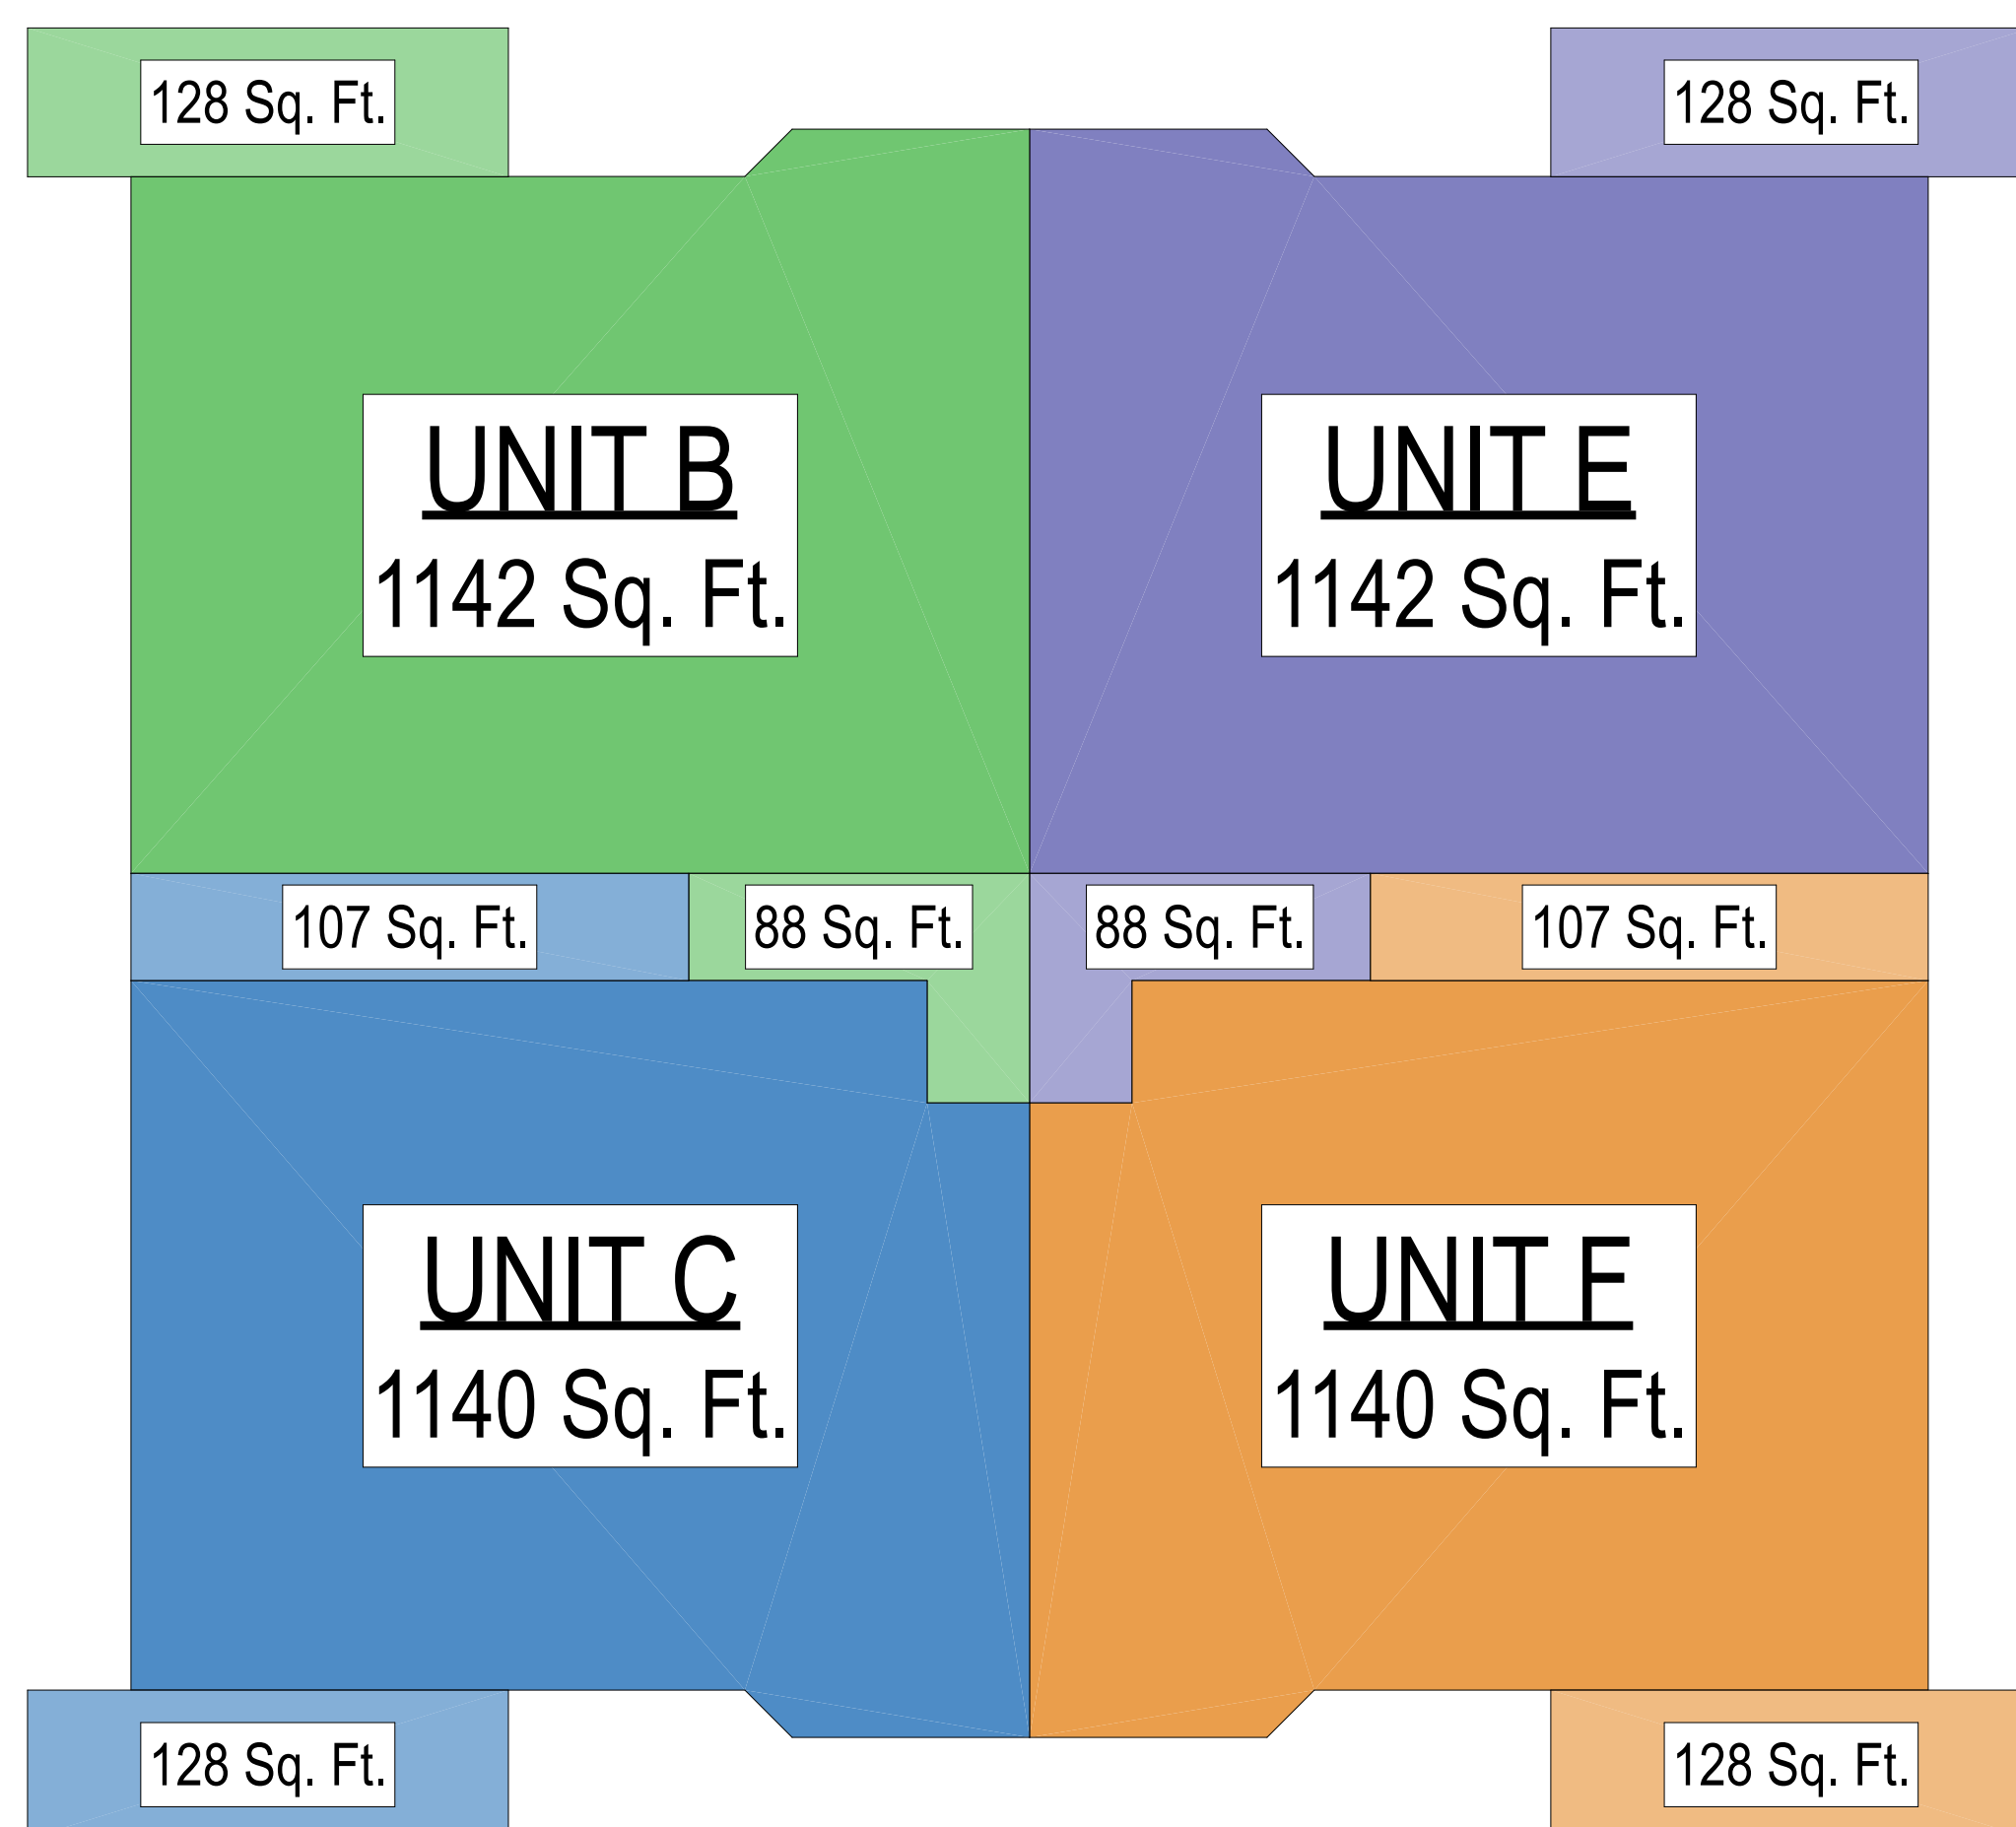 128 Sq. Ft.
128 Sq. Ft.
UNIT B
1142 Sq. Ft.
UNIT E
1142 Sq. Ft.
107 Sq. Ft.
88 Sq. Ft.
88 Sq. Ft.
107 Sq. Ft.
UNIT C
1140 Sq. Ft.
UNIT F
1140 Sq. Ft.
128 Sq. Ft.
128 Sq. Ft.